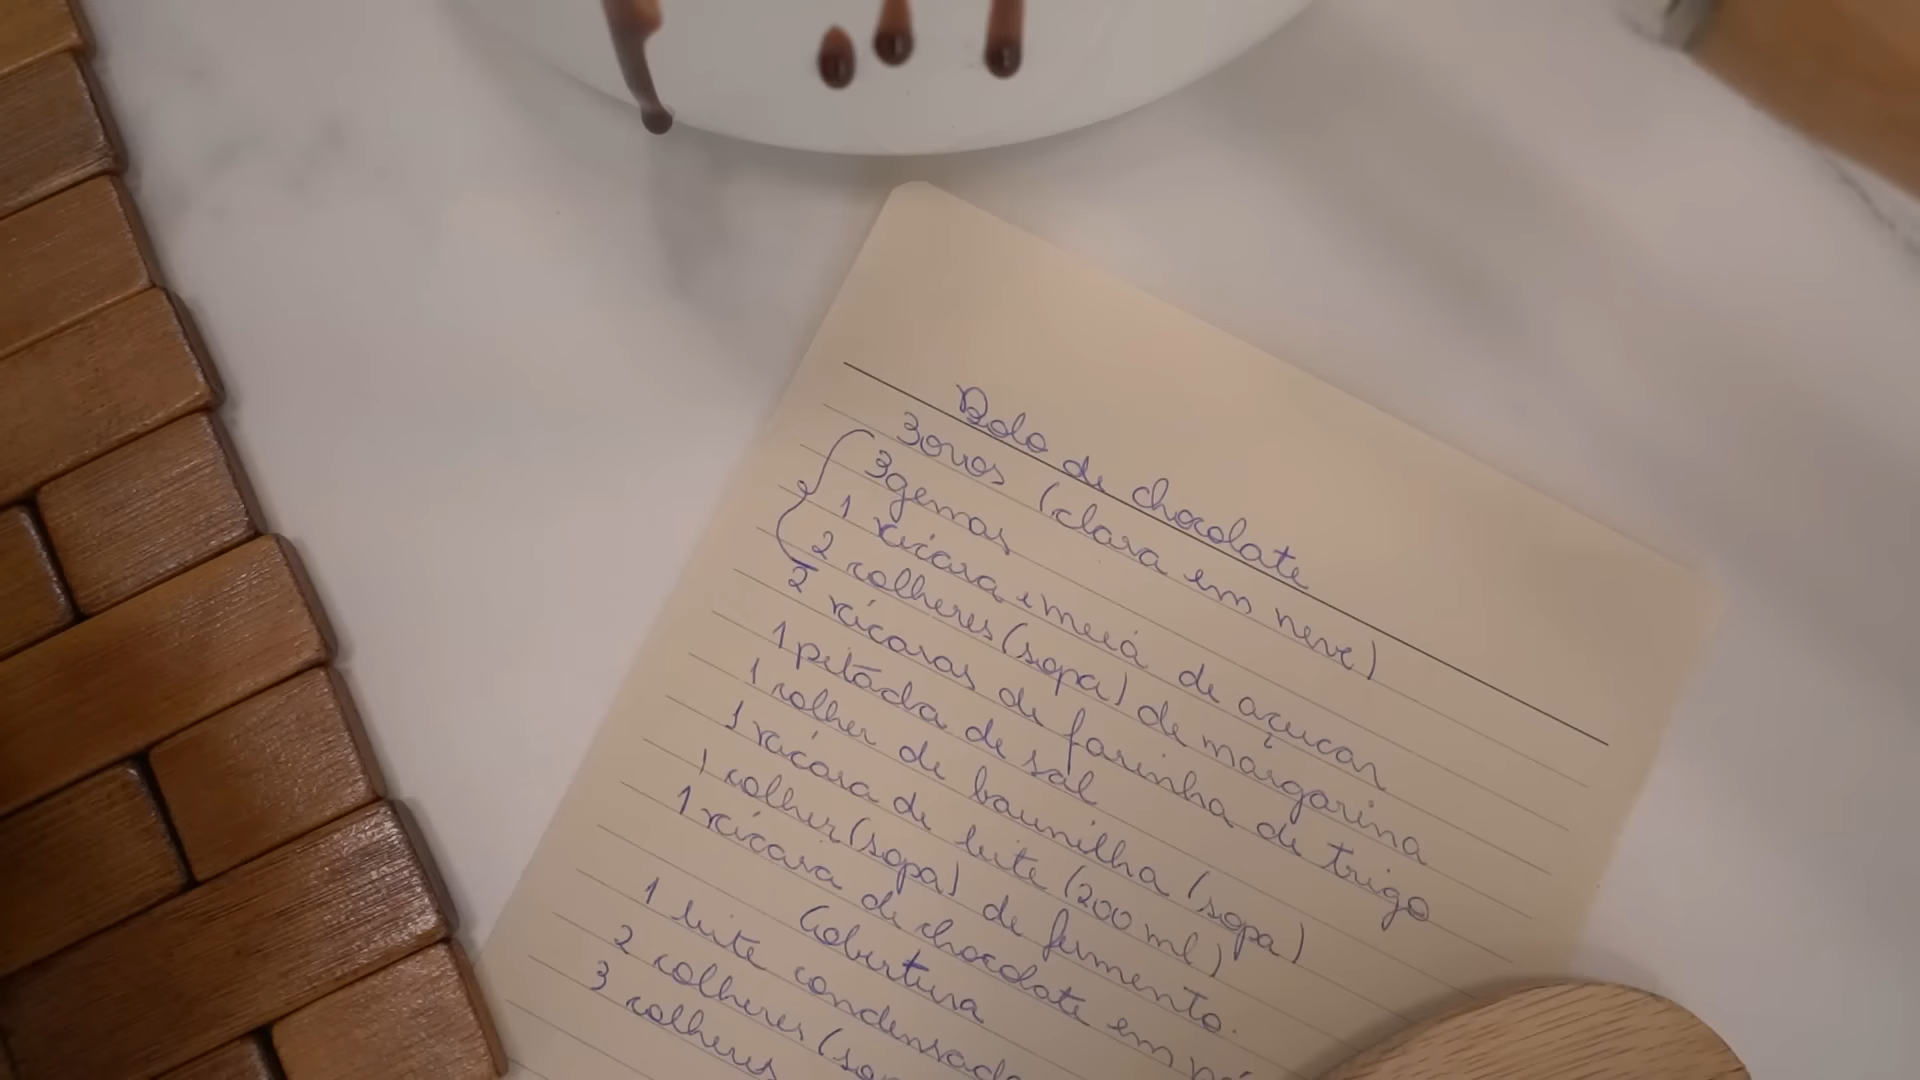 Bolo de chocolate
3 ovos (clara em neve)
3 gemas
1 xícara e meia de açucar
2 colheres (sopa) de margarina
2 xícaras de farinha de trigo
1 pitada de sal
1 colher de baunilha (sopa)
1 xícara de leite (200 ml)
1 colher (sopa) de fermento.
1 xícara de chocolate em pó
Cobertura
1 leite condensado
2 colheres (sopa
3 colheres